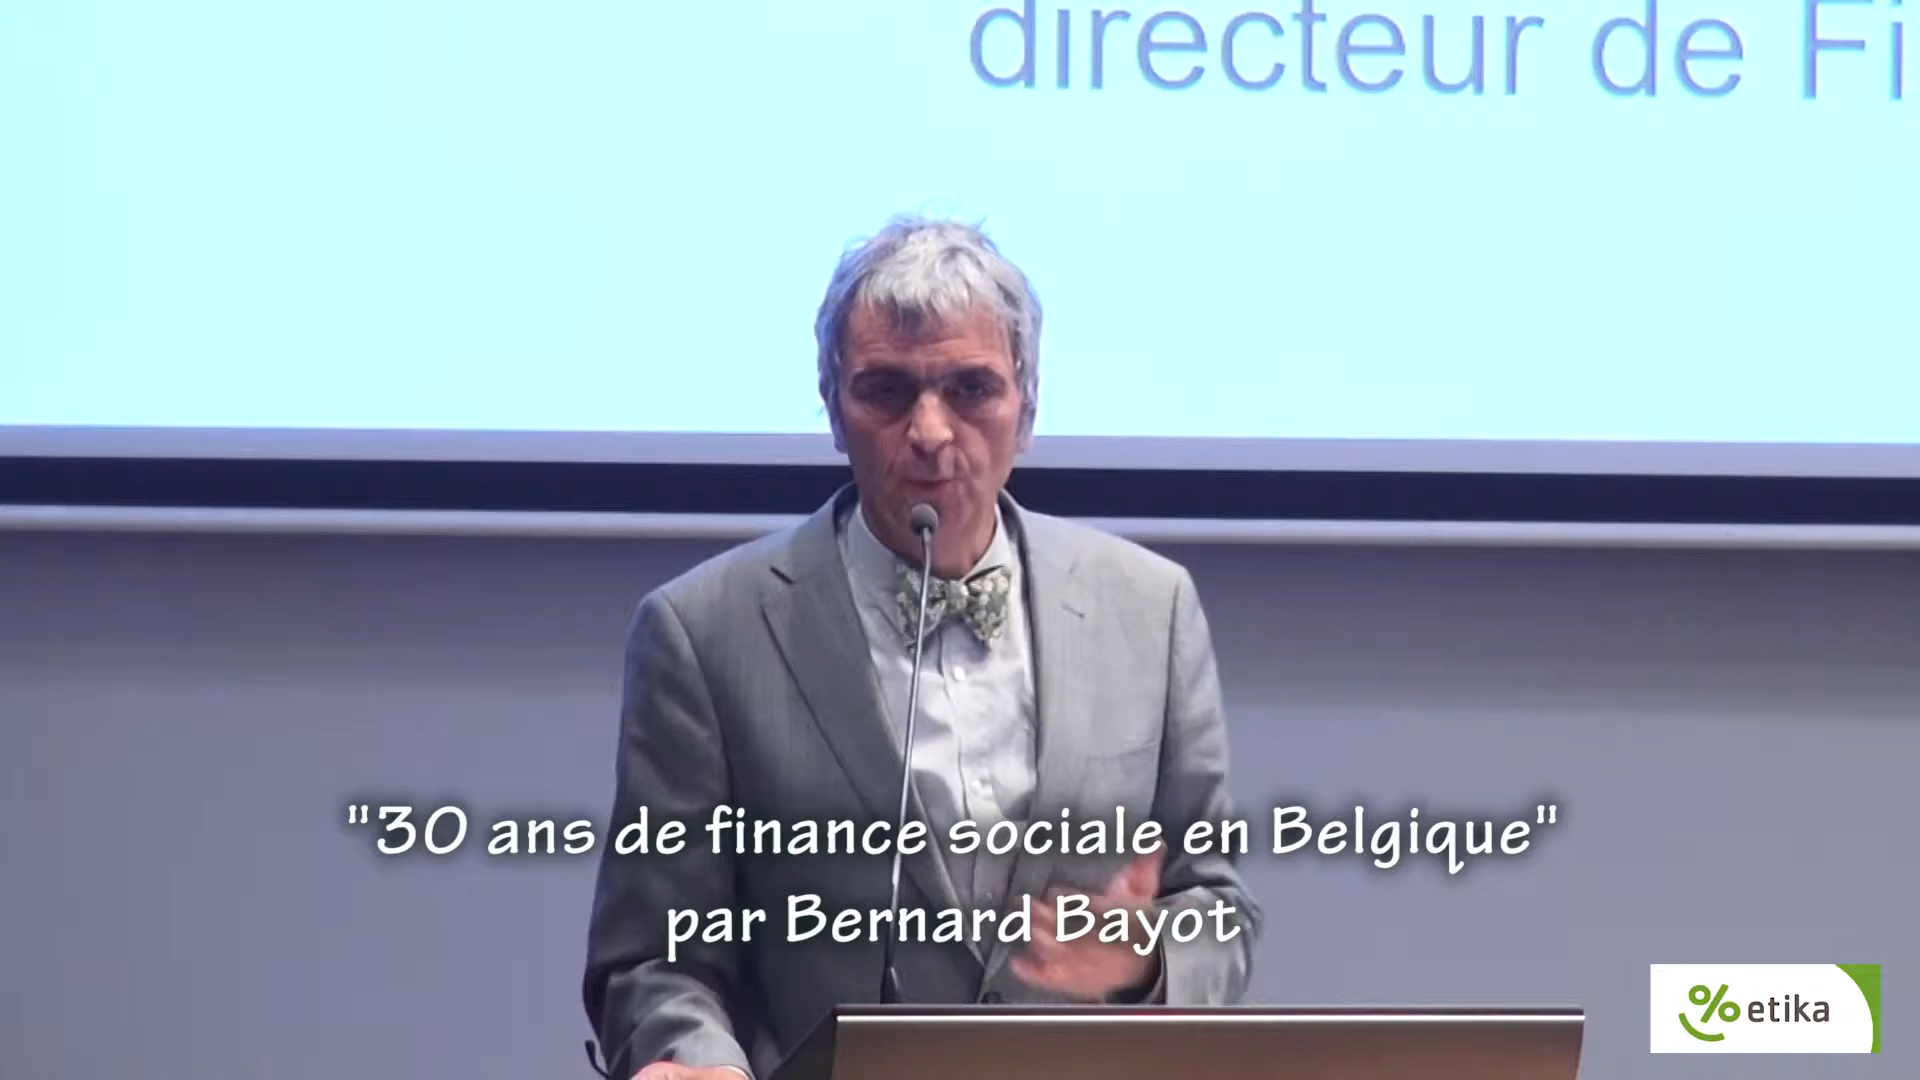 directeur de Fi
"30 ans de finance sociale en Belgique"
par Bernard Bayot
% etika